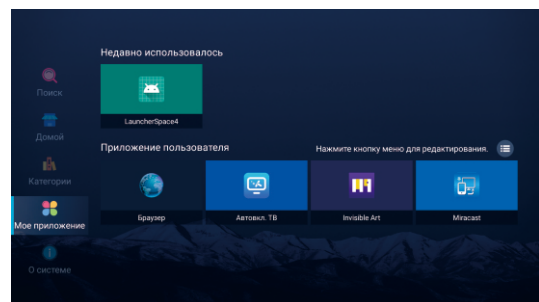 Недавно использовалось
Поиск
LauncherSpace4
Домой
Приложение пользователя
Нажмите кнопку меню для редактирования.
Категории
Браузер
Автовкл. ТВ
Invisible Art
Miracast
Мое приложение
О системе